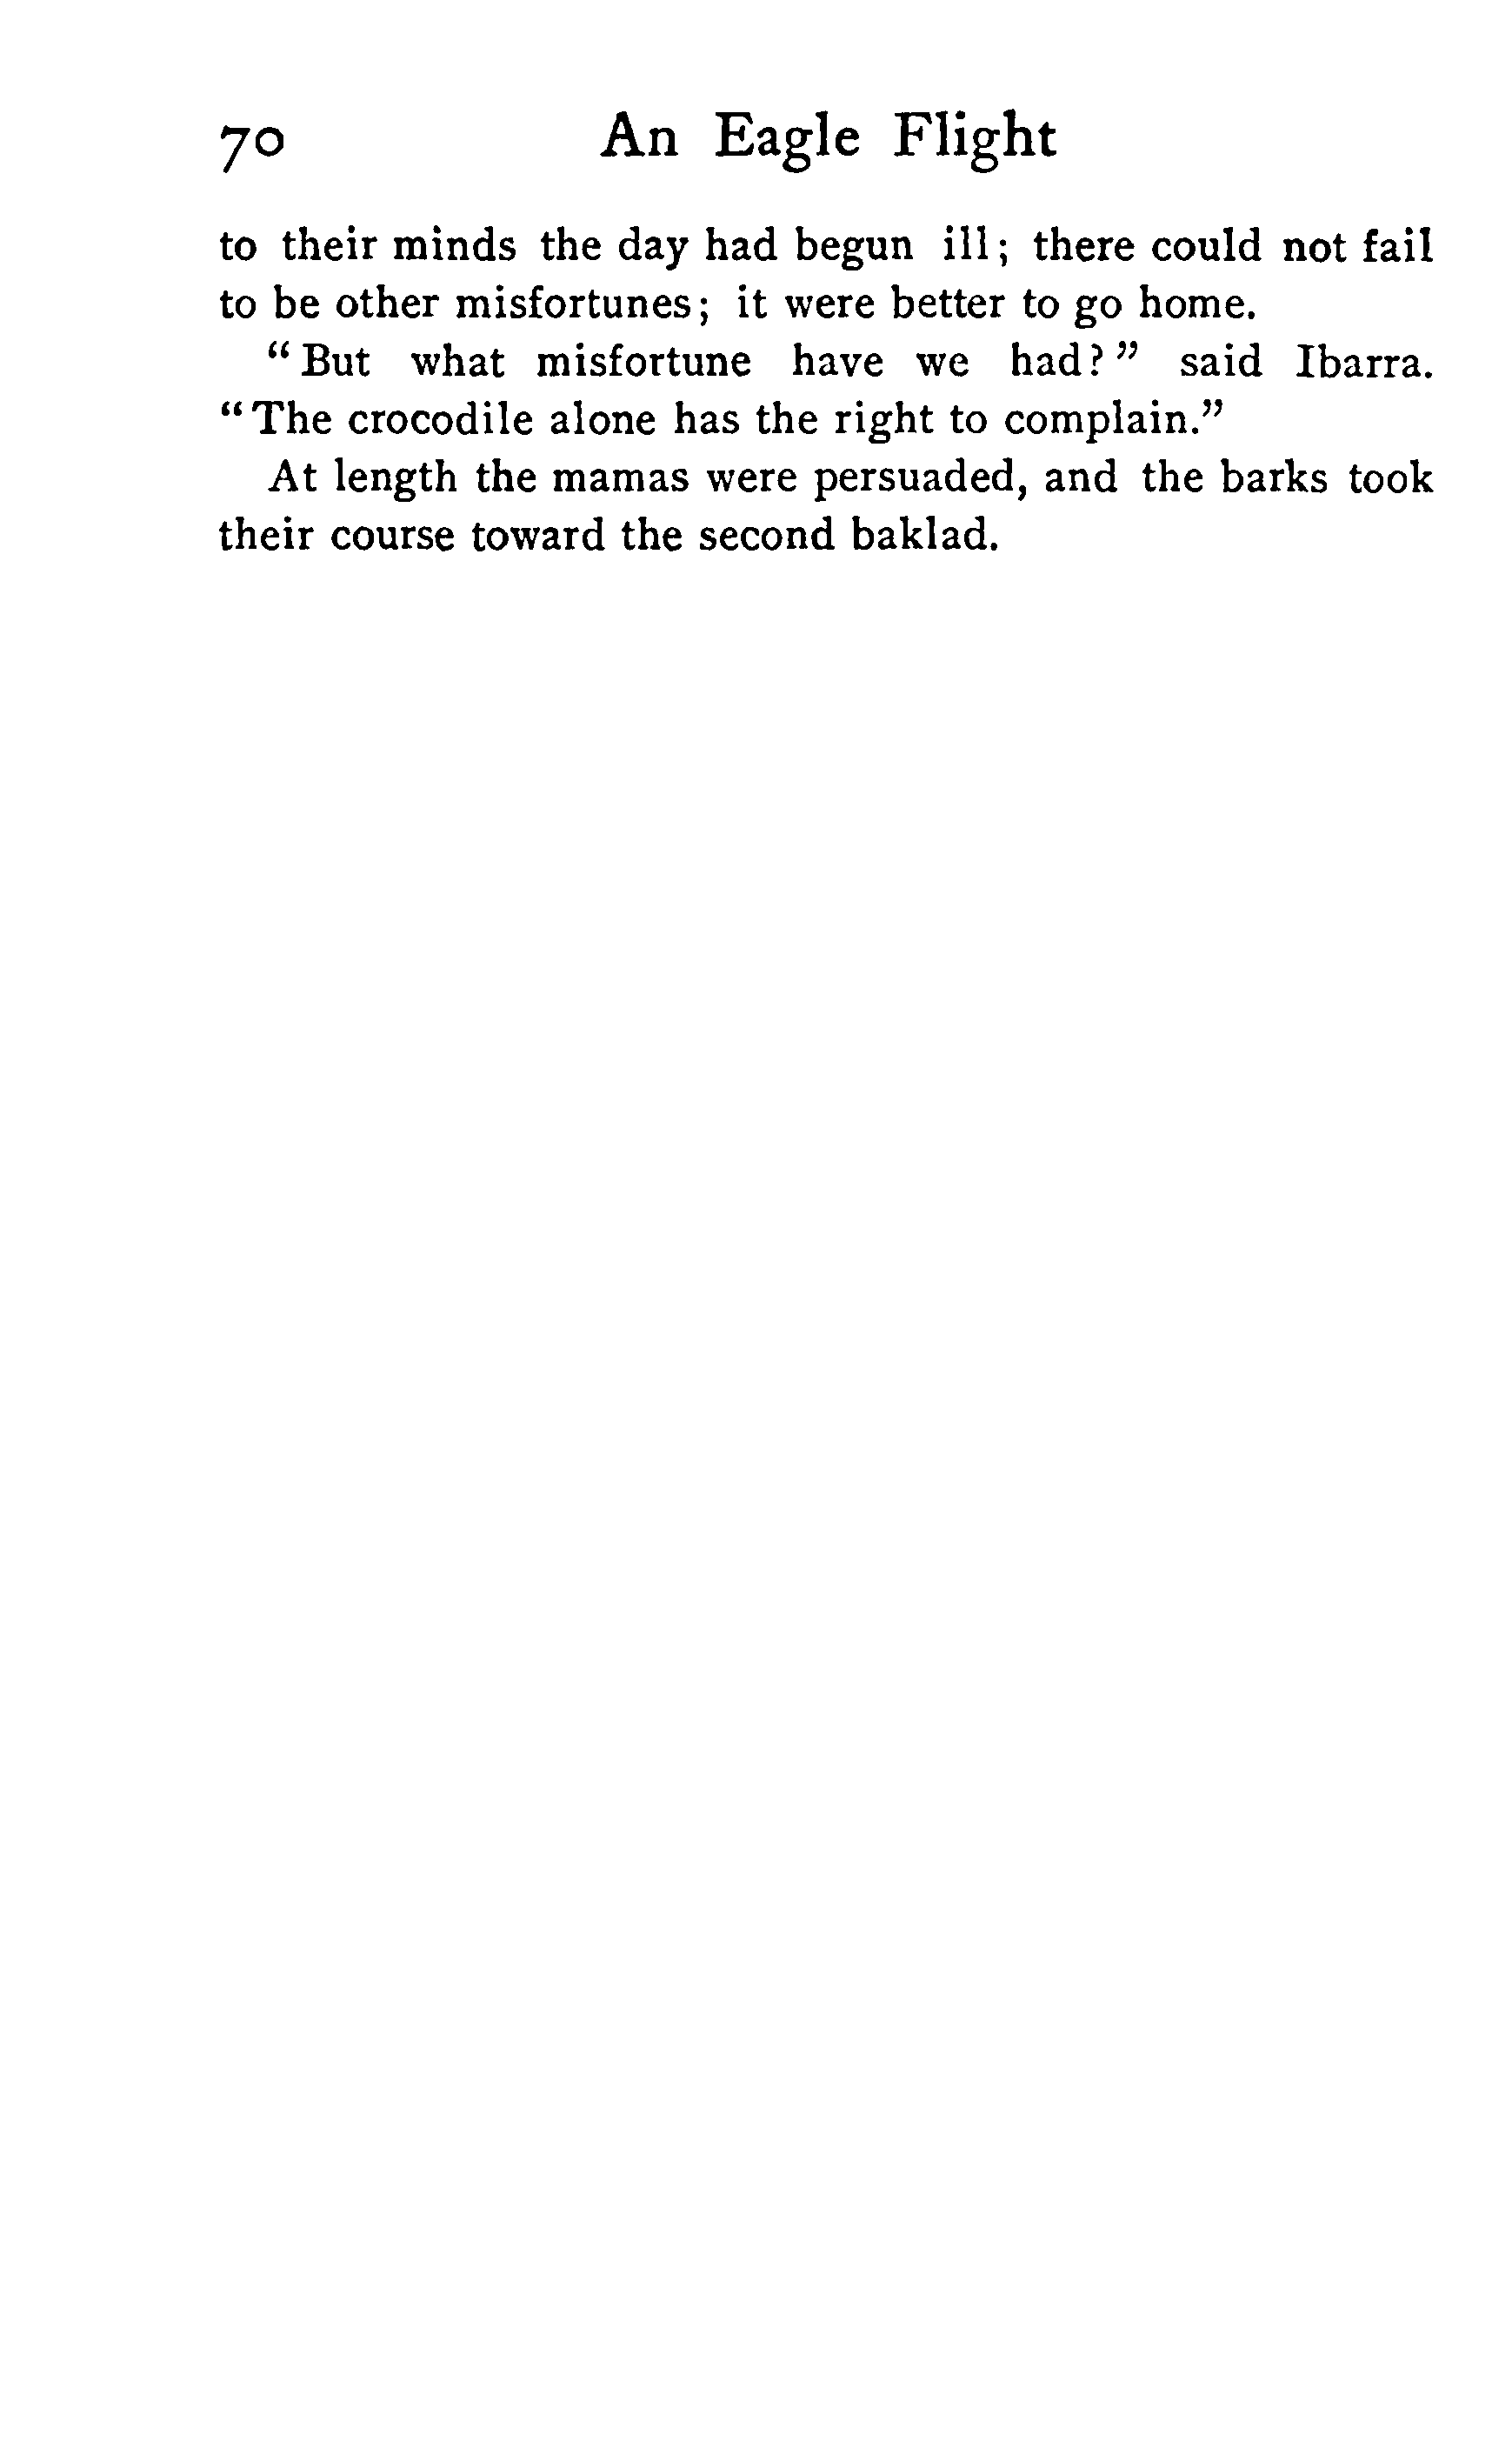 70 An Eagle Flight
to their minds the day had begun ill; there could not fail
to be other misfortunes; it were better to go home.
“But what misfortune have we had?” said Ibarra.
“The crocodile alone has the right to complain.”
At length the mamas were persuaded, and the barks took
their course toward the second baklad.